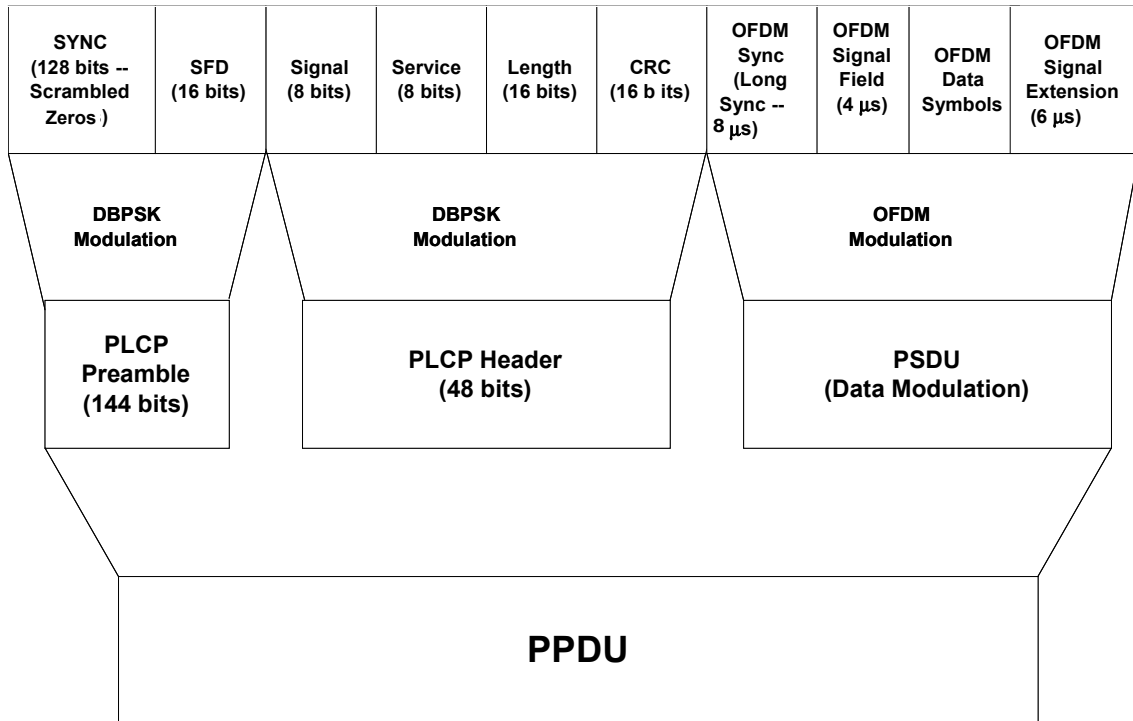 SYNC
(128 bits --
Scrambled
Zeros )
SFD
(16 bits)
Signal
(8 bits)
Service
(8 bits)
Length
(16 bits)
CRC
(16 b its)
OFDM
Sync
(Long
Sync --
8 µs)
OFDM
Signal
Field
(4 µs)
OFDM
Data
Symbols
OFDM
Signal
Extension
(6 µs)
DBPSK
Modulation
DBPSK
Modulation
OFDM
Modulation
PLCP
Preamble
(144 bits)
PLCP Header
(48 bits)
PSDU
(Data Modulation)
PPDU